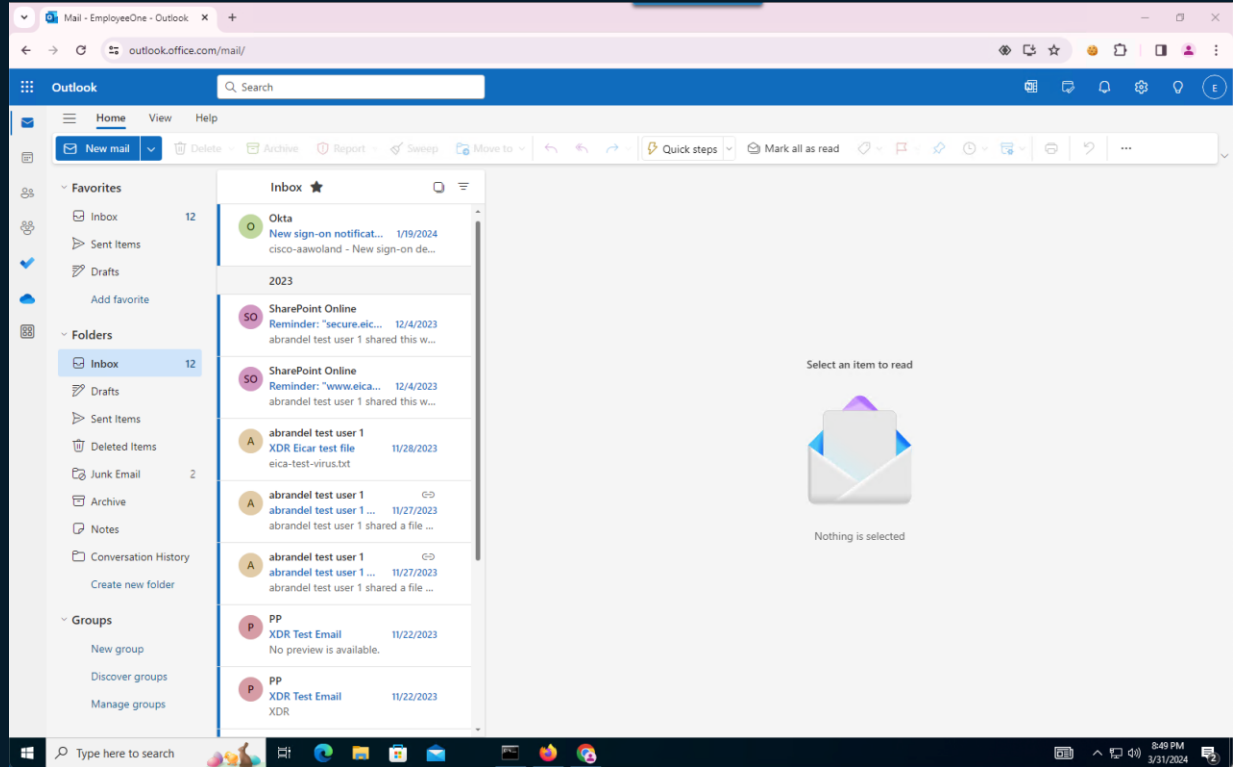 Mail - EmployeeOne - Outlook
outlook.office.com/mail/
Outlook
Search
E
Home View Help
New mail Delete Archive Report Sweep Move to Quick steps Mark all as read
Favorites
Inbox 12
Sent Items
Drafts
Add favorite
Folders
Inbox 12
Drafts
Sent Items
Deleted Items
Junk Email 2
Archive
Notes
Conversation History
Create new folder
Groups
New group
Discover groups
Manage groups
Inbox
O
Okta
New sign-on notificat... 1/19/2024
cisco-aawoland - New sign-on de...
2023
SO
SharePoint Online
Reminder: "secure.eic... 12/4/2023
abrandel test user 1 shared this w...
SO
SharePoint Online
Reminder: "www.eica... 12/4/2023
abrandel test user 1 shared this w...
A
abrandel test user 1
XDR Eicar test file 11/28/2023
eica-test-virus.txt
A
abrandel test user 1
abrandel test user 1 ... 11/27/2023
abrandel test user 1 shared a file ...
A
abrandel test user 1
abrandel test user 1 ... 11/27/2023
abrandel test user 1 shared a file ...
P
PP
XDR Test Email 11/22/2023
No preview is available.
P
PP
XDR Test Email 11/22/2023
XDR
Select an item to read
Nothing is selected
Type here to search
8:49 PM
3/31/2024
2